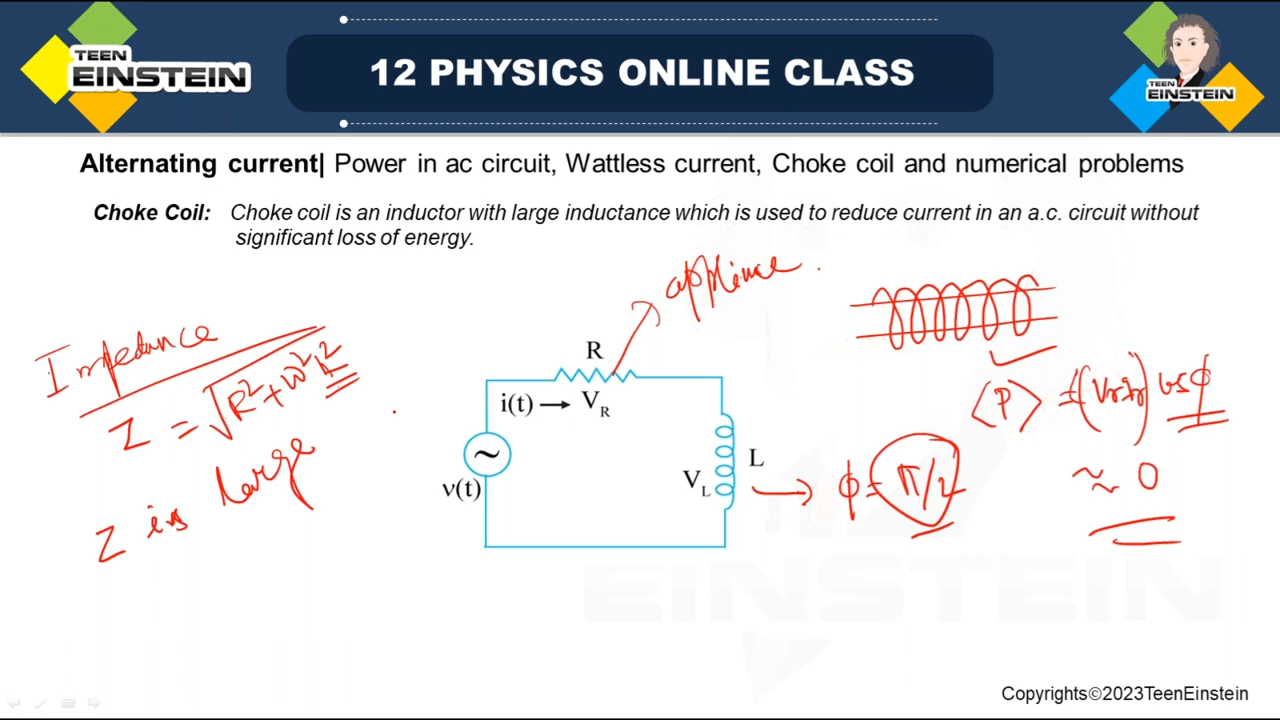 TEEN
EINSTEIN
12 PHYSICS ONLINE CLASS
TEEN
EINSTEIN
Alternating current| Power in ac circuit, Wattless current, Choke coil and numerical problems
Choke Coil: Choke coil is an inductor with large inductance which is used to reduce current in an a.c. circuit without
significant loss of energy.
Impedance
Z = √R² + ω²L²
Z is large
R
i(t) → V_R
ν(t)
L
V_L
→ φ = π/2
⟨P⟩ = cos φ
≈ 0
EINSTEIN
Copyrights©2023TeenEinstein